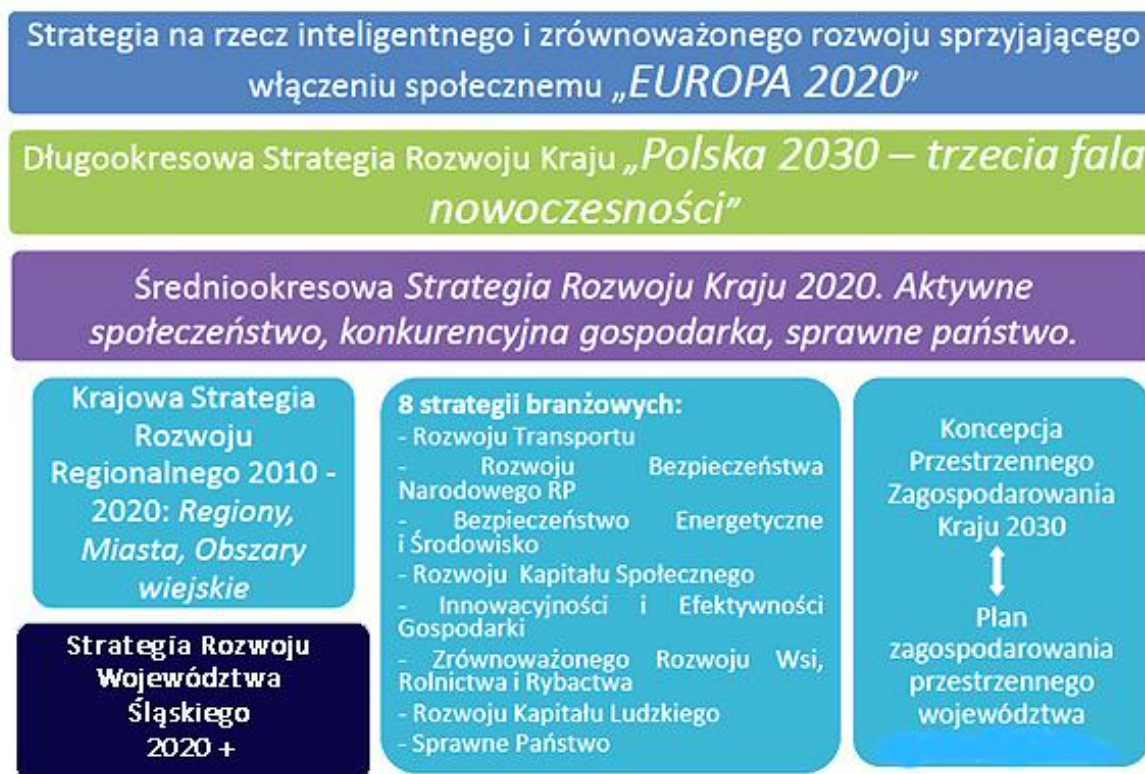 Strategia na rzecz inteligentnego i zrównoważonego rozwoju sprzyjającego
włączeniu społecznemu „EUROPA 2020”
Długookresowa Strategia Rozwoju Kraju „Polska 2030 – trzecia fala
nowoczesności”
Średniookresowa Strategia Rozwoju Kraju 2020. Aktywne
społeczeństwo, konkurencyjna gospodarka, sprawne państwo.
Krajowa Strategia
Rozwoju
Regionalnego 2010 -
2020: Regiony,
Miasta, Obszary
wiejskie
Strategia Rozwoju
Województwa
Śląskiego
2020 +
8 strategii branżowych:
- Rozwoju Transportu
- Rozwoju Bezpieczeństwa
Narodowego RP
- Bezpieczeństwo Energetyczne
i Środowisko
- Rozwoju Kapitału Społecznego
- Innowacyjności i Efektywności
Gospodarki
- Zrównoważonego Rozwoju Wsi,
Rolnictwa i Rybactwa
- Rozwoju Kapitału Ludzkiego
- Sprawne Państwo
Koncepcja
Przestrzennego
Zagospodarowania
Kraju 2030
Plan
zagospodarowania
przestrzennego
województwa